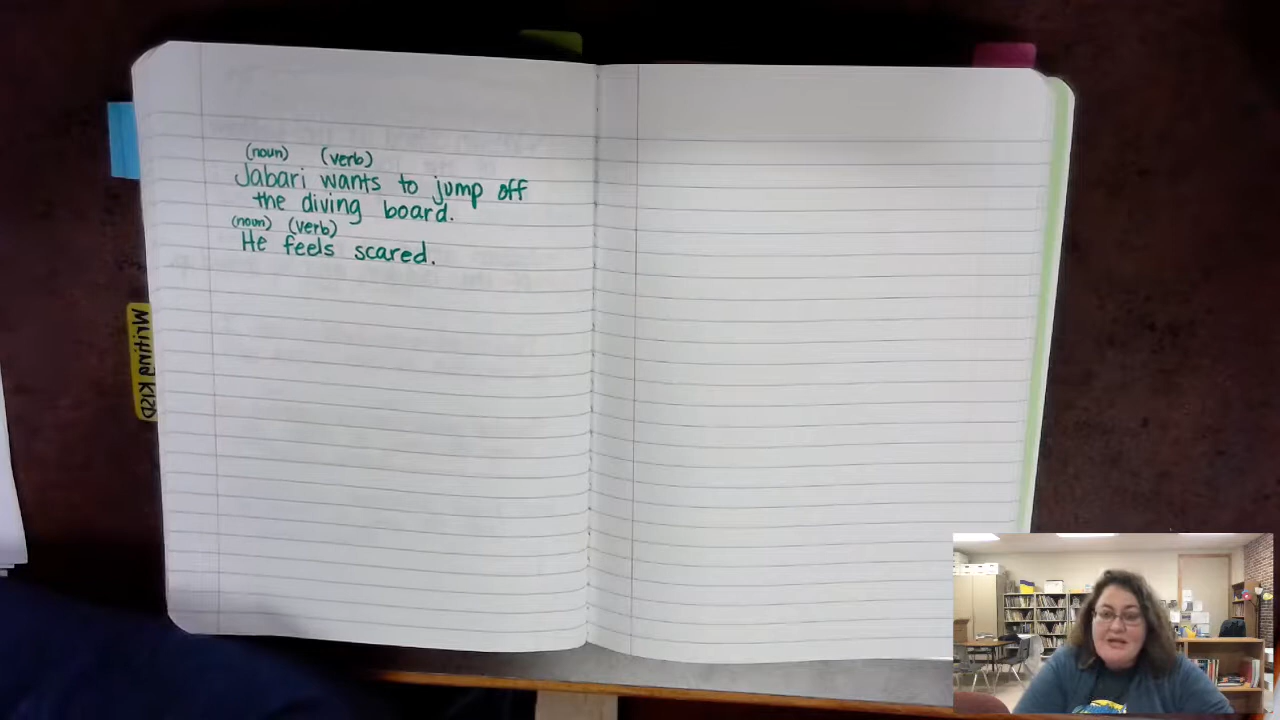 (noun) (verb)
Jabari wants to jump off
the diving board.
(noun) (verb)
He feels scared.